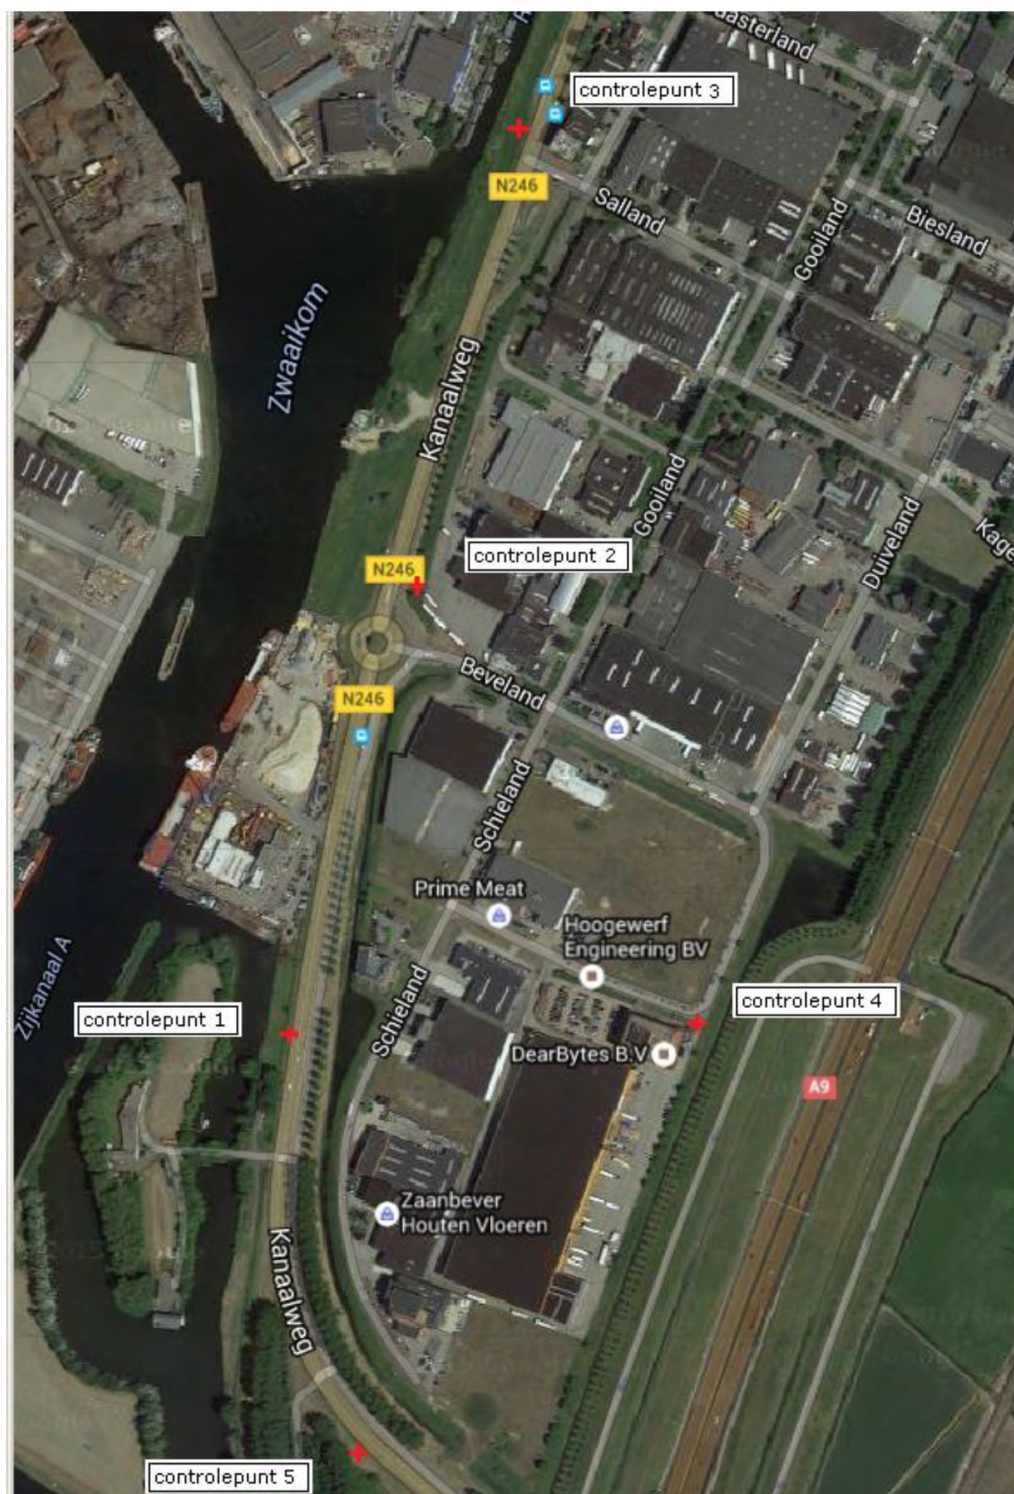 aasterland
controlepunt 3
N246
Salland
Gooiland
Biesland
Zwaaikom
Kanaalweg
Gooiland
Duiveland
controlepunt 2
N246
Beveland
N246
Schieland
Prime Meat
Hoogewerf
Engineering BV
Zijkanaal A
controlepunt 1
Schieland
controlepunt 4
DearBytes B.V
A9
Zaanbever
Houten Vloeren
Kanaalweg
controlepunt 5